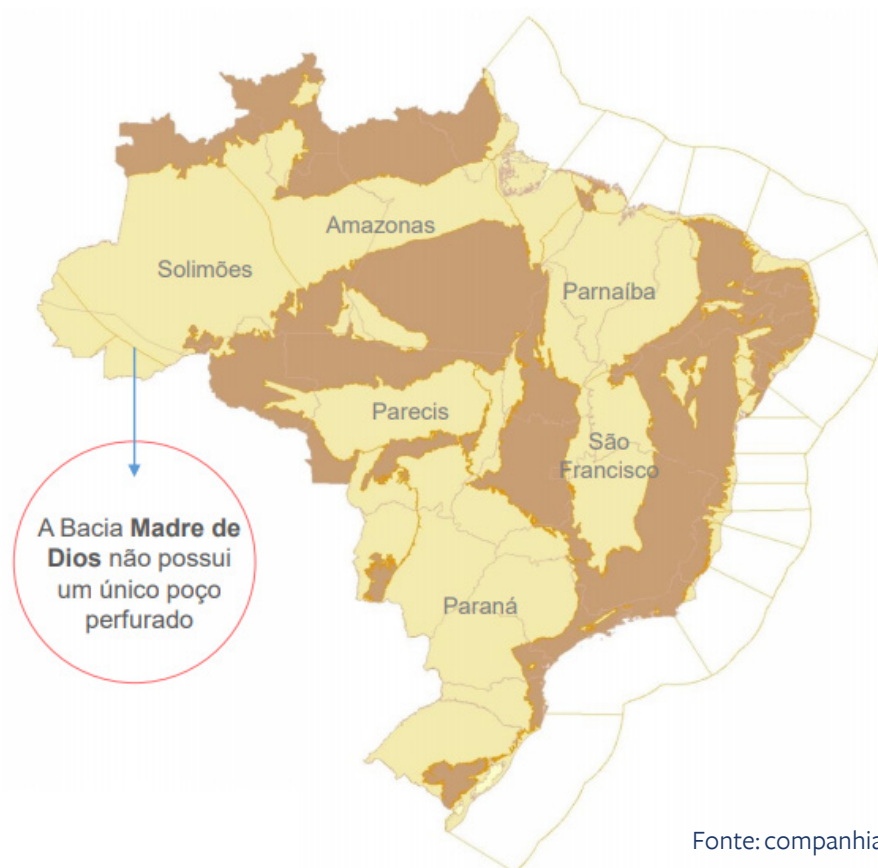 Amazonas
Solimões
Parnaíba
Parecis
São
Francisco
A Bacia Madre de
Dios não possui
um único poço
perfurado
Paraná
Fonte: companhia